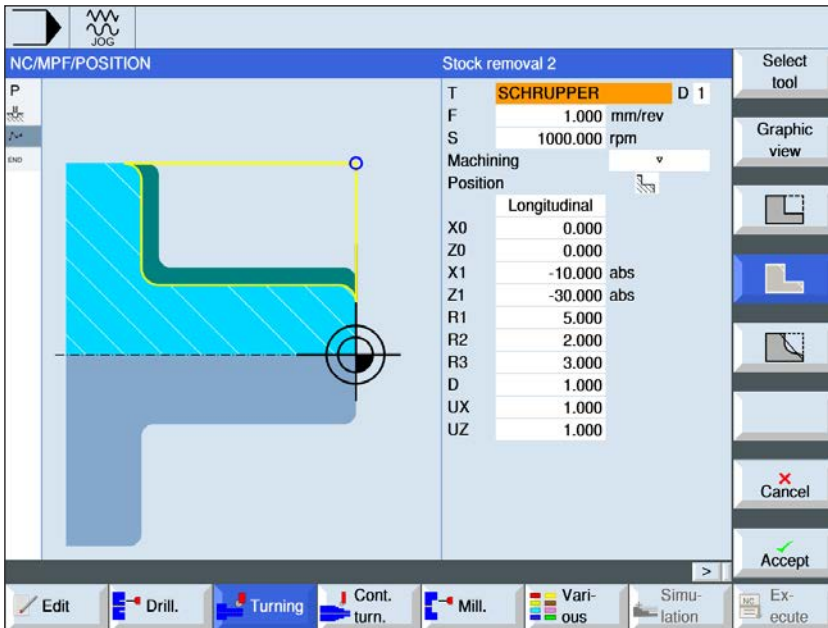 JOG
NC/MPF/POSITION
Stock removal 2
P
END
T SCHRUPPER D 1
F 1.000 mm/rev
S 1000.000 rpm
Machining ▿
Position
Longitudinal
X0 0.000
Z0 0.000
X1 -10.000 abs
Z1 -30.000 abs
R1 5.000
R2 2.000
R3 3.000
D 1.000
UX 1.000
UZ 1.000
Select
tool
Graphic
view
Cancel
Accept
>
Edit
Drill.
Turning
Cont.
turn.
Mill.
Vari-
ous
Simu-
lation
NC
Ex-
ecute